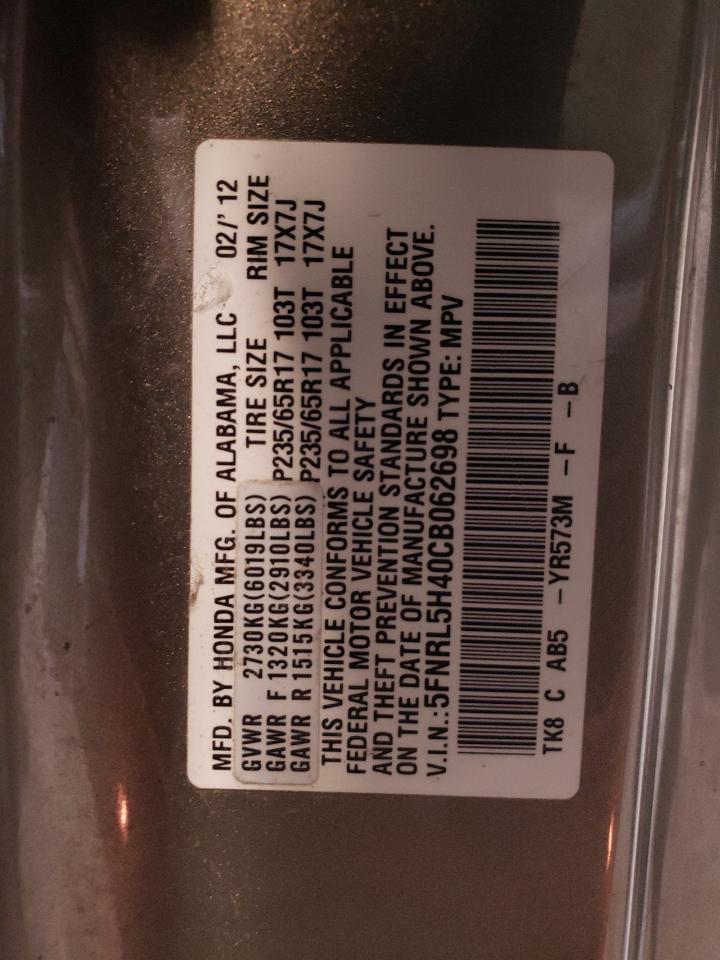 MFD. BY HONDA MFG. OF ALABAMA, LLC 02/'12
GVWR 2730KG(6019LBS) TIRE SIZE RIM SIZE
GAWR F 1320KG(2910LBS) P235/65R17 103T 17X7J
GAWR R 1515KG(3340LBS) P235/65R17 103T 17X7J
THIS VEHICLE CONFORMS TO ALL APPLICABLE
FEDERAL MOTOR VEHICLE SAFETY
AND THEFT PREVENTION STANDARDS IN EFFECT
ON THE DATE OF MANUFACTURE SHOWN ABOVE.
V.I.N.:5FNRL5H40CB062698 TYPE: MPV
TK8 C AB5 -YR573M -F -B